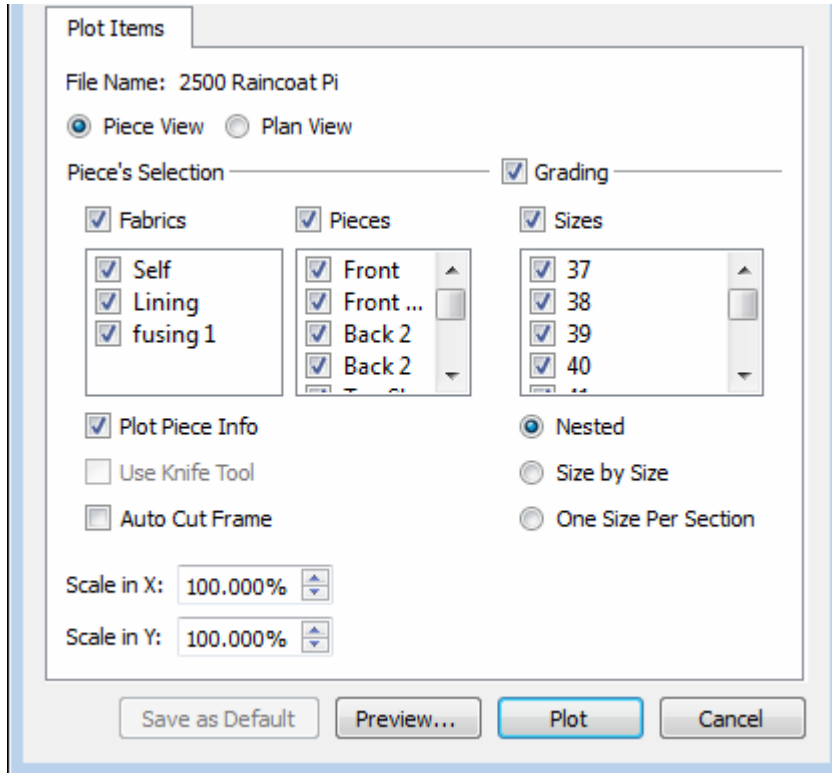 Plot Items
File Name: 2500 Raincoat Pi
Piece View Plan View
Piece's Selection Grading
Fabrics Pieces Sizes
Self Front 37
Lining Front ... 38
fusing 1 Back 2 39
Back 2 40
Plot Piece Info Nested
Use Knife Tool Size by Size
Auto Cut Frame One Size Per Section
Scale in X: 100.000%
Scale in Y: 100.000%
Save as Default Preview... Plot Cancel